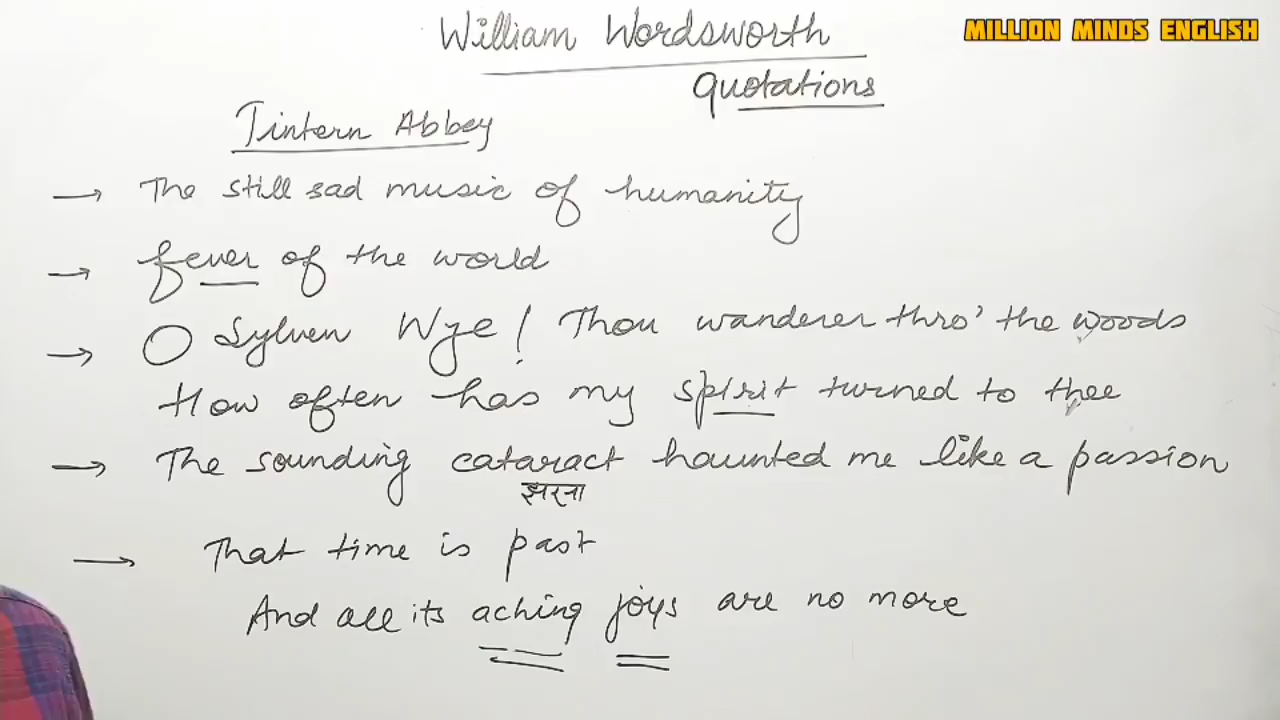 William Wordsworth
MILLION MINDS ENGLISH
Quotations
Tintern Abbey
→ The still sad music of humanity
→ fever of the world
→ O Sylven Wye! Thou wanderer thro' the woods
How often has my spirit turned to thee
→ The sounding cataract haunted me like a passion
झरना
→ That time is past
And all its aching joys are no more